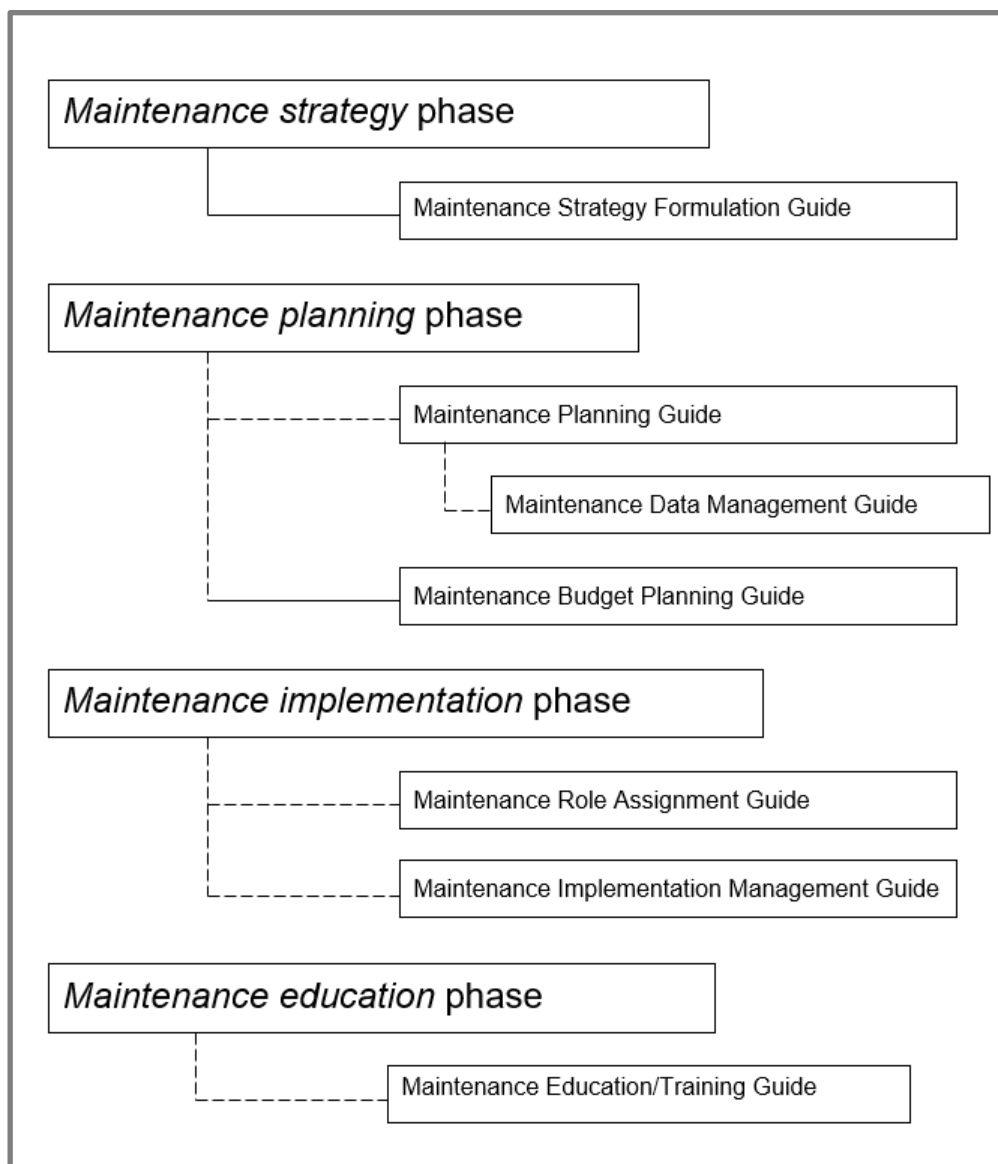 Maintenance strategy phase
Maintenance Strategy Formulation Guide
Maintenance planning phase
Maintenance Planning Guide
Maintenance Data Management Guide
Maintenance Budget Planning Guide
Maintenance implementation phase
Maintenance Role Assignment Guide
Maintenance Implementation Management Guide
Maintenance education phase
Maintenance Education/Training Guide